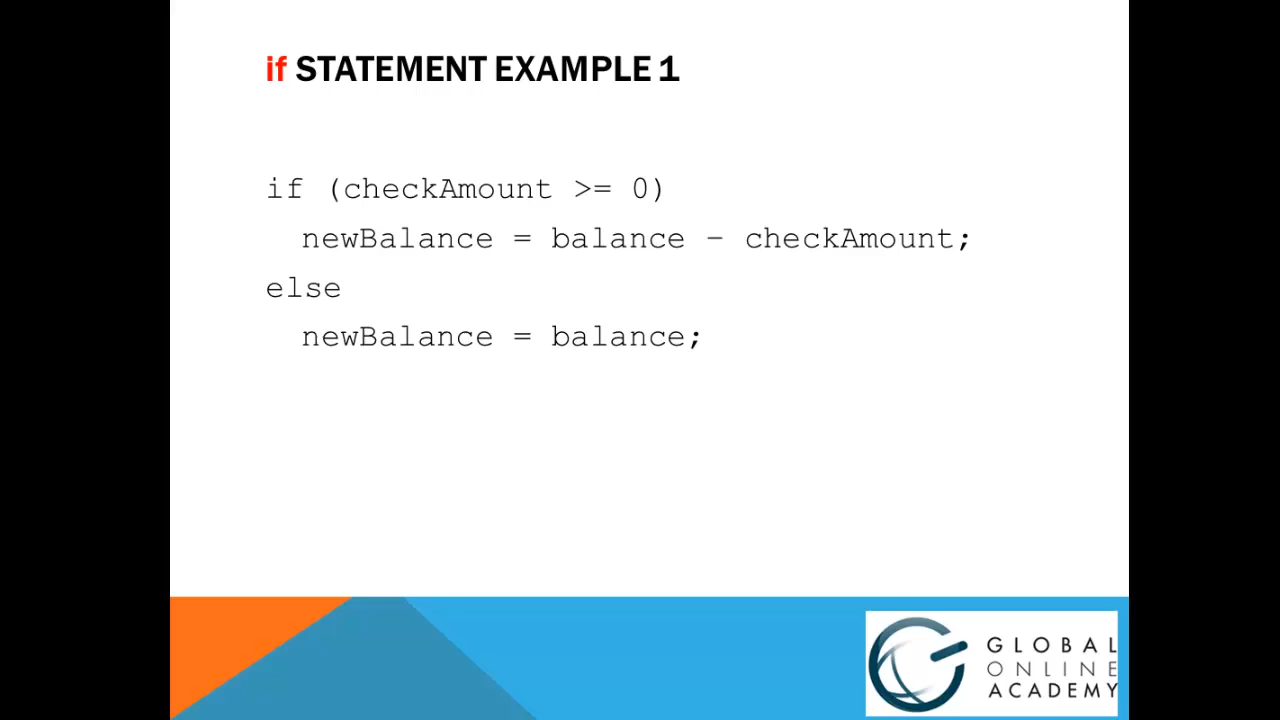 if STATEMENT EXAMPLE 1
if (checkAmount >= 0)
newBalance = balance – checkAmount;
else
newBalance = balance;
GLOBAL
ONLINE
ACADEMY